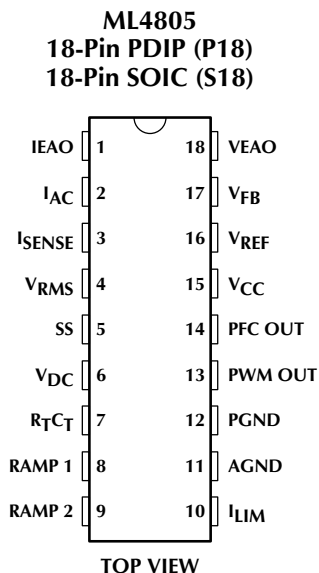 ML4805
18-Pin PDIP (P18)
18-Pin SOIC (S18)
IEAO 1 18 VEAO
IAC 2 17 VFB
ISENSE 3 16 VREF
VRMS 4 15 VCC
SS 5 14 PFC OUT
VDC 6 13 PWM OUT
RTCT 7 12 PGND
RAMP 1 8 11 AGND
RAMP 2 9 10 ILIM
TOP VIEW